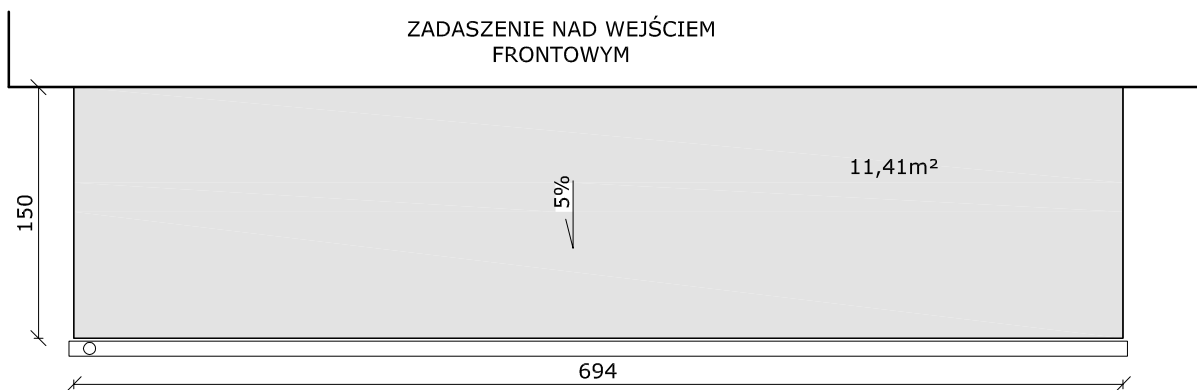 ZADASZENIE NAD WEJŚCIEM
FRONTOWYM
11,41m²
5%
150
694